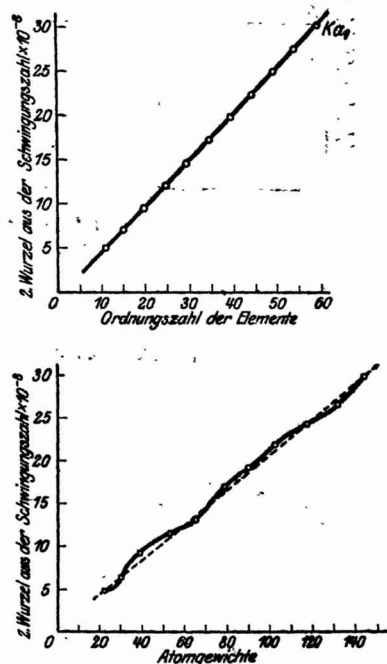 2. Wurzel aus der Schwingungszahl×10⁻⁸
30
25
20
15
10
5
Kα₁
0 10 20 30 40 50 60
Ordnungszahl der Elemente
2. Wurzel aus der Schwingungszahl×10⁻⁸
30
25
20
15
10
5
0 20 40 60 80 100 120 140
Atomgewichte